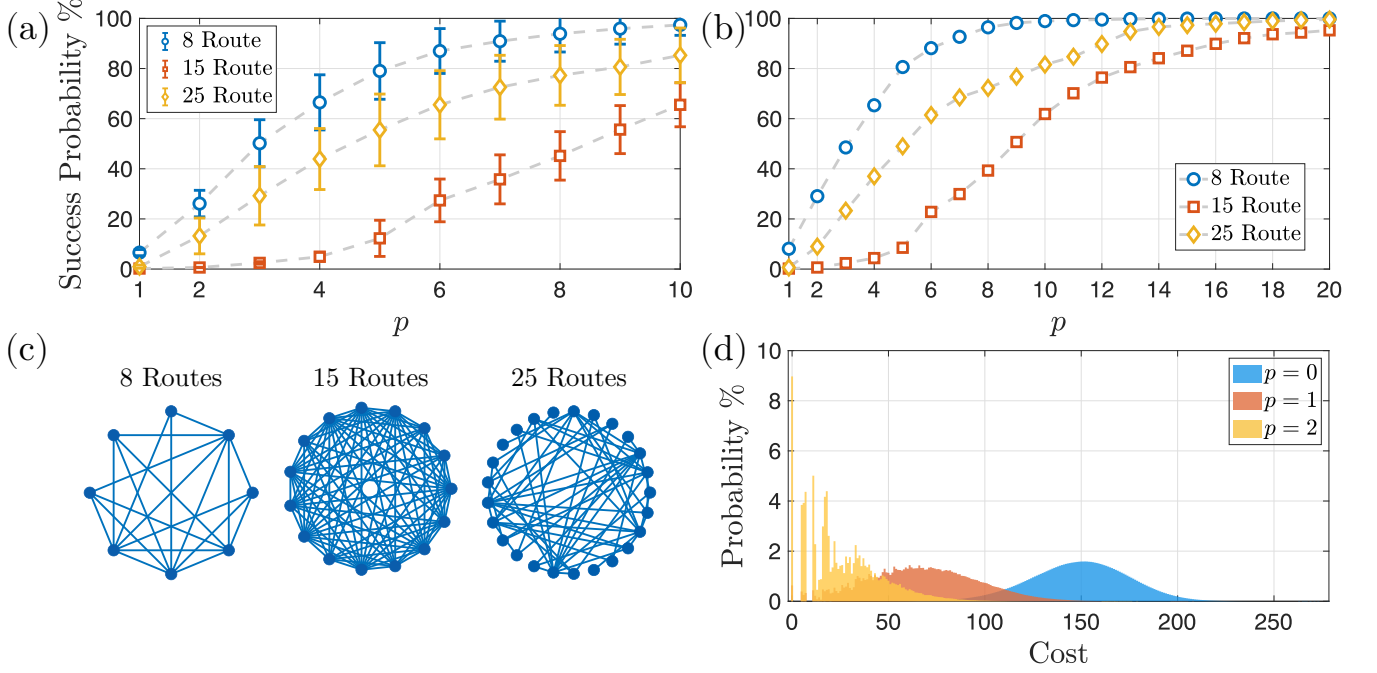 (a)
Success Probability %
100
80
60
40
20
0
8 Route
15 Route
25 Route
1 2 4 6 8 10
p
(b)
100
80
60
40
20
0
8 Route
15 Route
25 Route
1 2 4 6 8 10 12 14 16 18 20
p
(c)
8 Routes 15 Routes 25 Routes
(d)
Probability %
10
8
6
4
2
0
p = 0
p = 1
p = 2
0 50 100 150 200 250
Cost